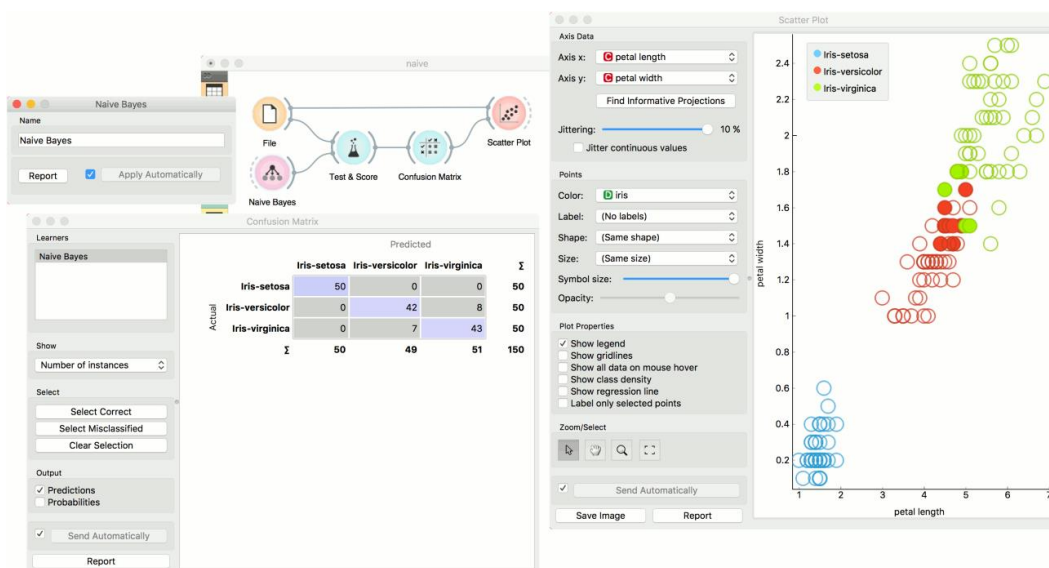 naive
Naive Bayes
Name
Naive Bayes
Report
Apply Automatically
File
Test & Score
Confusion Matrix
Scatter Plot
Naive Bayes
Confusion Matrix
Learners
Naive Bayes
Show
Number of instances
Select
Select Correct
Select Misclassified
Clear Selection
Output
Predictions
Probabilities
Send Automatically
Report
Predicted
Iris-setosa Iris-versicolor Iris-virginica Σ
Actual
Iris-setosa 50 0 0 50
Iris-versicolor 0 42 8 50
Iris-virginica 0 7 43 50
Σ 50 49 51 150
Scatter Plot
Axis Data
Axis x: C petal length
Axis y: C petal width
Find Informative Projections
Jittering: 10 %
Jitter continuous values
Points
Color: D iris
Label: (No labels)
Shape: (Same shape)
Size: (Same size)
Symbol size:
Opacity:
Plot Properties
Show legend
Show gridlines
Show all data on mouse hover
Show class density
Show regression line
Label only selected points
Zoom/Select
Send Automatically
Save Image
Report
Iris-setosa
Iris-versicolor
Iris-virginica
petal width
2.4
2.2
2
1.8
1.6
1.4
1.2
1
0.8
0.6
0.4
0.2
1 2 3 4 5 6 7
petal length